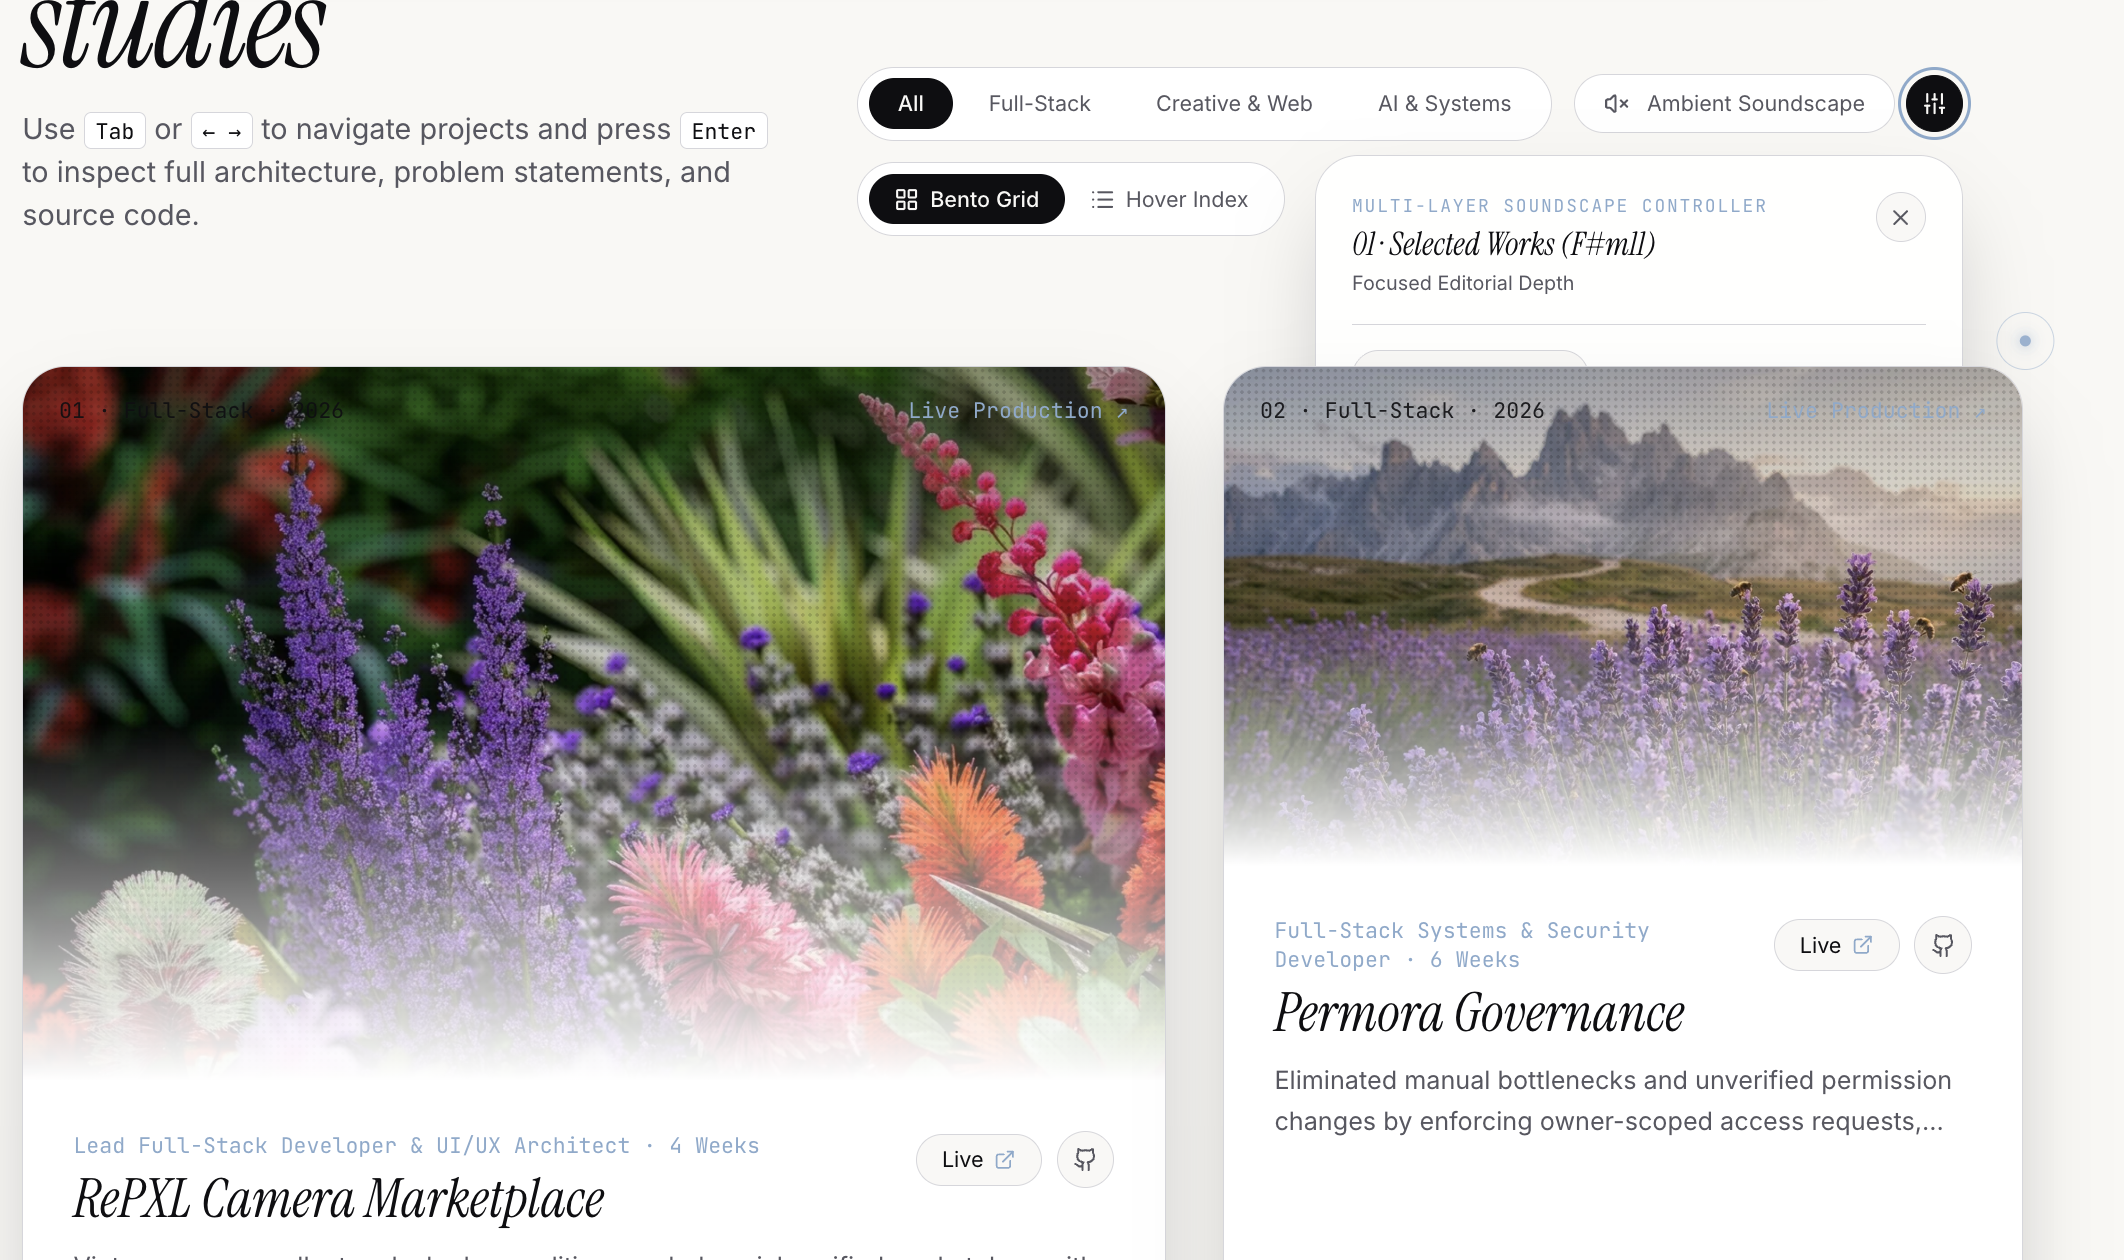 studies
Use Tab or ← → to navigate projects and press Enter
to inspect full architecture, problem statements, and
source code.
All Full-Stack Creative & Web AI & Systems
Ambient Soundscape
Bento Grid Hover Index
MULTI-LAYER SOUNDSCAPE CONTROLLER
01 · Selected Works (F#m11)
Focused Editorial Depth
01 · Full-Stack · 2026
Live Production ↗
02 · Full-Stack · 2026
Live Production ↗
Lead Full-Stack Developer & UI/UX Architect · 4 Weeks
Live
RePXL Camera Marketplace
Full-Stack Systems & Security
Developer · 6 Weeks
Live
Permora Governance
Eliminated manual bottlenecks and unverified permission
changes by enforcing owner-scoped access requests,...